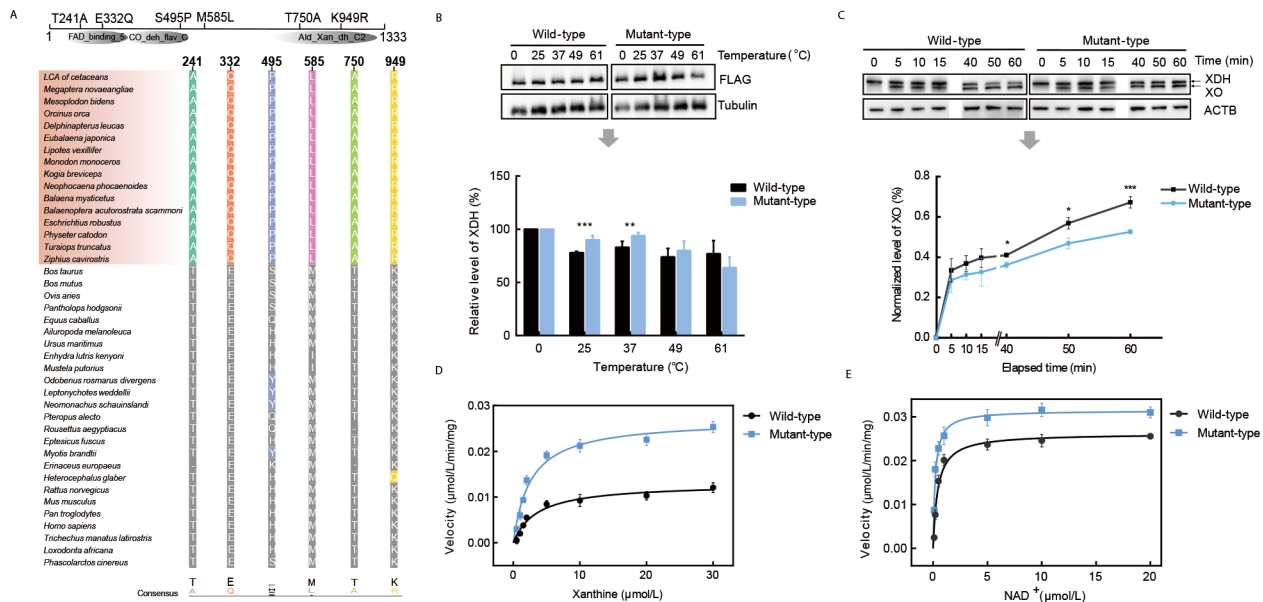 A
T241A E332Q S495P M585L T750A K949R
1 FAD_binding_5 CO_deh_flav_C Ald_Xan_dh_C2 1333
241 332 495 585 750 949
LCA of cetaceans A Q P L A R
Megaptera novaeangliae A Q P L A R
Mesoplodon bidens A Q P L A R
Orcinus orca A Q P L A R
Delphinapterus leucas A Q P L A R
Eubalaena japonica A Q P L A R
Lipotes vexillifer A Q P L A R
Monodon monoceros A Q P L A R
Kogia breviceps A Q P L A R
Neophocaena phocaenoides A Q P L A R
Balaena mysticetus A Q P L A R
Balaenoptera acutorostrata scammoni A Q P L A R
Eschrichtius robustus A Q P L A R
Physeter catodon A Q P L A R
Tursiops truncatus A Q P L A R
Ziphius cavirostris A Q P L A R
Bos taurus T E S M T K
Bos mutus T E S M T K
Ovis aries T E S M T K
Pantholops hodgsonii T E S M T K
Equus caballus T E Q M T K
Ailuropoda melanoleuca T E H M T K
Ursus maritimus T E H M T K
Enhydra lutris kenyoni T E H I T K
Mustela putorius T E H I T K
Odobenus rosmarus divergens T E Y M T K
Leptonychotes weddellii T E Y M T K
Neomonachus schauinslandi T E Y M T K
Pteropus alecto T E Q M T K
Rousettus aegyptiacus T E Q M . K
Eptesicus fuscus T E H M T K
Myotis brandtii T E Y M T K
Erinaceus europaeus . E K M . K
Heterocephalus glaber T E H M T Q
Rattus norvegicus T E H M T K
Mus musculus T E H M T K
Pan troglodytes T E H M T K
Homo sapiens T E H M T K
Trichechus manatus latirostris T E H M T K
Loxodonta africana T E H M T K
Phascolarctos cinereus T E S M T K
T E M T K
Consensus A Q L A R
B
Wild-type Mutant-type
0 25 37 49 61 0 25 37 49 61 Temperature (°C)
FLAG
Tubulin
Relative level of XDH (%)
150
100
50
0
Wild-type
Mutant-type
*** **
0 25 37 49 61
Temperature (°C)
C
Wild-type Mutant-type
0 5 10 15 40 50 60 0 5 10 15 40 50 60 Time (min)
XDH
XO
ACTB
Normalized level of XO (%)
0.8
0.6
0.4
0.2
0.0
Wild-type
Mutant-type
* * ***
0 5 10 15 40 50 60
Elapsed time (min)
D
Velocity (μmol/L/min/mg)
0.03
0.02
0.01
0.00
Wild-type
Mutant-type
0 10 20 30
Xanthine (μmol/L)
E
Velocity (μmol/L/min/mg)
0.03
0.02
0.01
0.00
Wild-type
Mutant-type
0 5 10 15 20
NAD + (μmol/L)